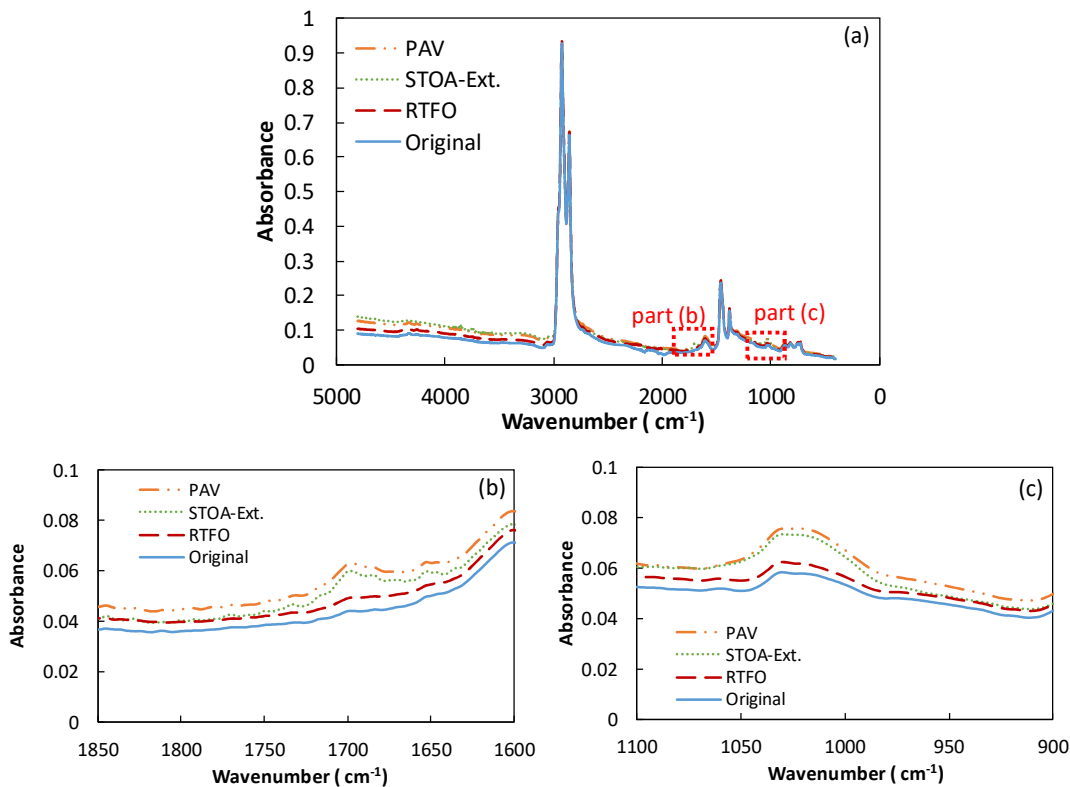 (a)
1
0.9
0.8
0.7
0.6
0.5
0.4
0.3
0.2
0.1
0
Absorbance
PAV
STOA-Ext.
RTFO
Original
part (b)
part (c)
5000 4000 3000 2000 1000 0
Wavenumber ( cm-1)
(b)
0.1
0.08
0.06
0.04
0.02
0
Absorbance
PAV
STOA-Ext.
RTFO
Original
1850 1800 1750 1700 1650 1600
Wavenumber ( cm-1)
(c)
0.1
0.08
0.06
0.04
0.02
0
Absorbance
PAV
STOA-Ext.
RTFO
Original
1100 1050 1000 950 900
Wavenumber ( cm-1)